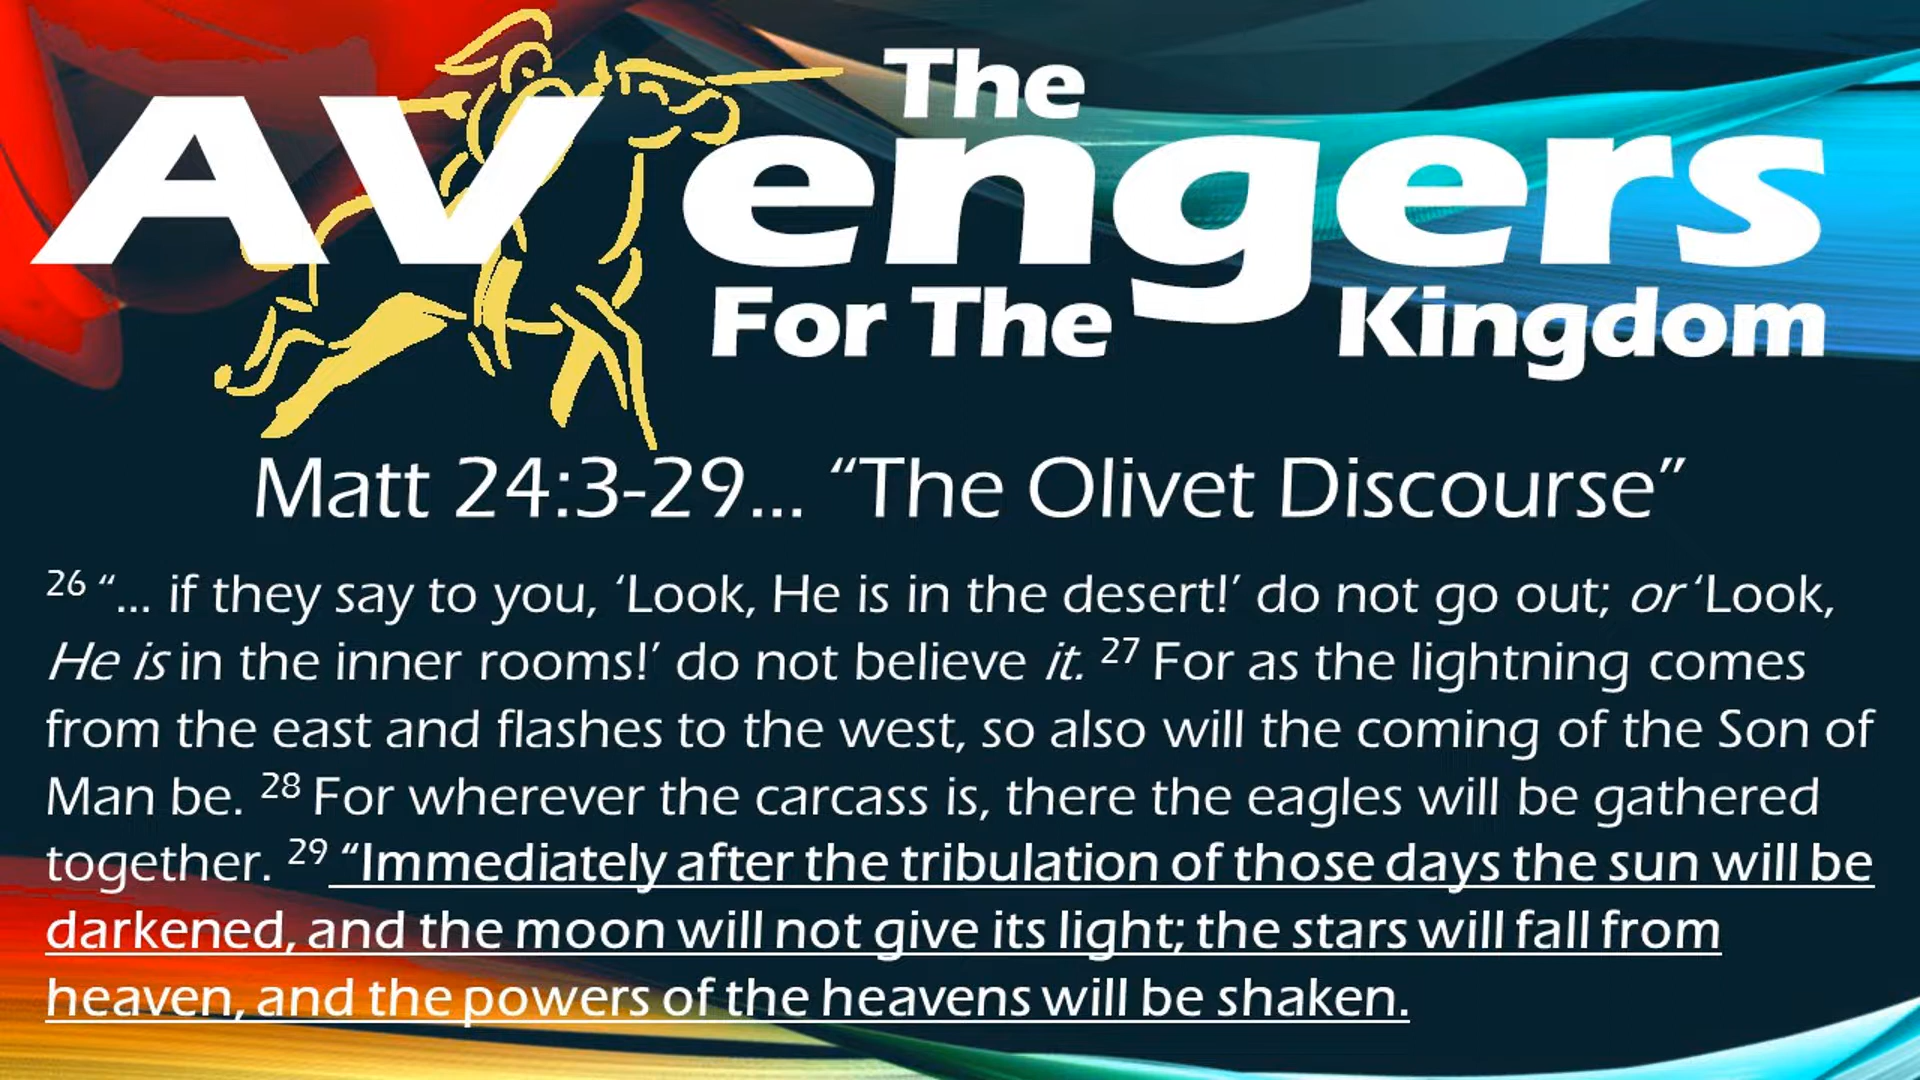 The
AVengers
For The Kingdom
Matt 24:3-29... “The Olivet Discourse”
26 “... if they say to you, ‘Look, He is in the desert!’ do not go out; or ‘Look,
He is in the inner rooms!’ do not believe it. 27 For as the lightning comes
from the east and flashes to the west, so also will the coming of the Son of
Man be. 28 For wherever the carcass is, there the eagles will be gathered
together. 29 “Immediately after the tribulation of those days the sun will be
darkened, and the moon will not give its light; the stars will fall from
heaven, and the powers of the heavens will be shaken.